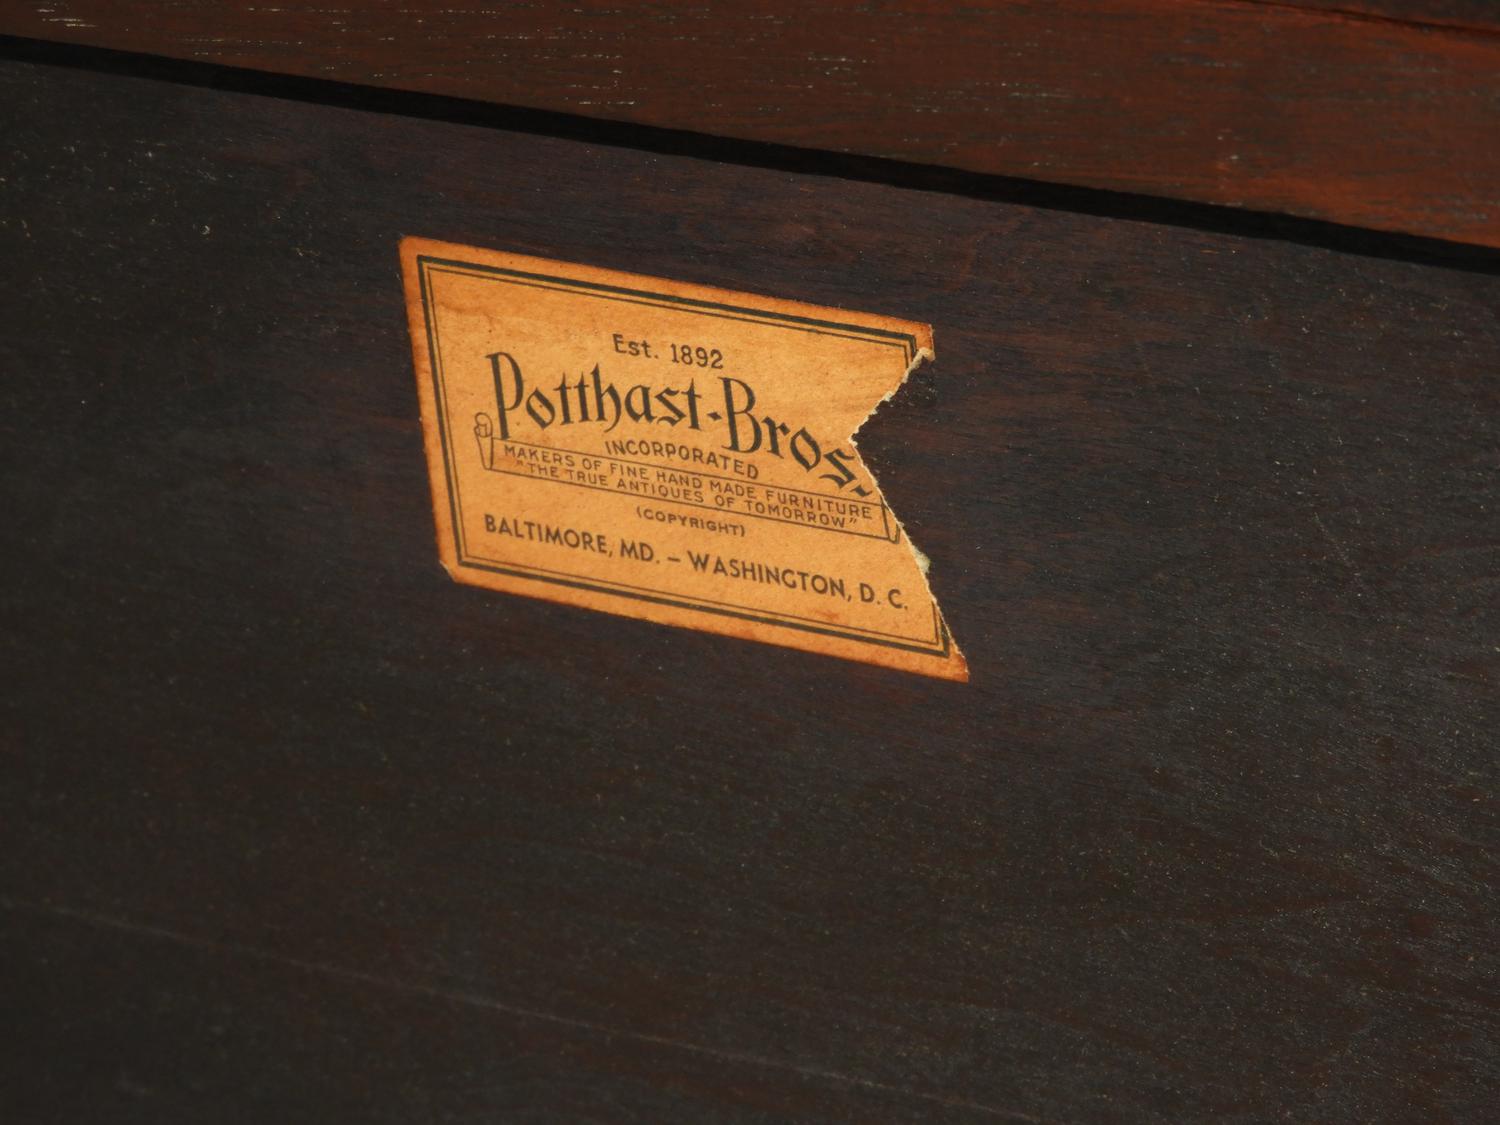 Est. 1892
Potthast-Bros.
INCORPORATED
MAKERS OF FINE HAND MADE FURNITURE
"THE TRUE ANTIQUES OF TOMORROW"
(COPYRIGHT)
BALTIMORE, MD. – WASHINGTON, D. C.